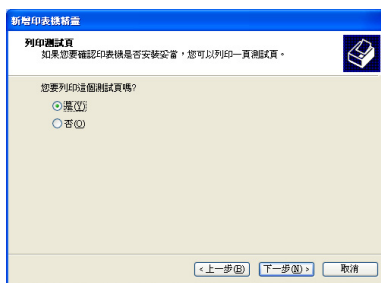 新增印表機精靈
列印測試頁
如果您要確認印表機是否安裝妥當，您可以列印一頁測試頁。
您要列印這個測試頁嗎?
是(Y)
否(O)
<上一步(B) 下一步(N)> 取消